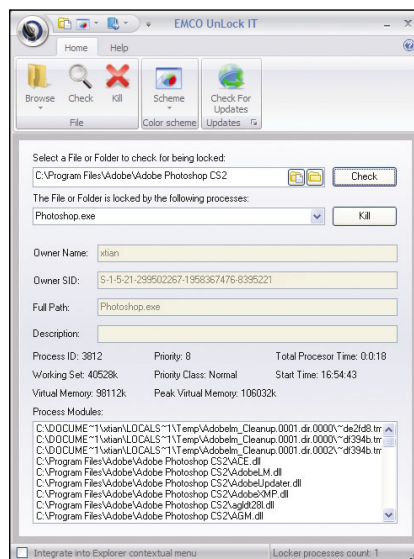 EMCO UnLock IT
Home Help
Browse Check Kill Scheme Check For
Updates
File Color scheme Updates
Select a File or Folder to check for being locked:
C:\Program Files\Adobe\Adobe Photoshop CS2 Check
The File or Folder is locked by the following processes:
Photoshop.exe Kill
Owner Name: xtian
Owner SID: S-1-5-21-299502267-1958367476-8395221
Full Path: Photoshop.exe
Description:
Process ID: 3812 Priority: 8 Total Procesor Time: 0:0:18
Working Set: 40528k Priority Class: Normal Start Time: 16:54:43
Virtual Memory: 98112k Peak Virtual Memory: 106032k
Process Modules:
C:\DOCUME~1\xtian\LOCALS~1\Temp\Adobelm_Cleanup.0001.dir.0000\~de2fd8.tm
C:\DOCUME~1\xtian\LOCALS~1\Temp\Adobelm_Cleanup.0001.dir.0001\~df394b.tm
C:\DOCUME~1\xtian\LOCALS~1\Temp\Adobelm_Cleanup.0001.dir.0002\~df394b.tm
C:\Program Files\Adobe\Adobe Photoshop CS2\ACE.dll
C:\Program Files\Adobe\Adobe Photoshop CS2\AdobeLM.dll
C:\Program Files\Adobe\Adobe Photoshop CS2\AdobeUpdater.dll
C:\Program Files\Adobe\Adobe Photoshop CS2\AdobeXMP.dll
C:\Program Files\Adobe\Adobe Photoshop CS2\agldt28l.dll
C:\Program Files\Adobe\Adobe Photoshop CS2\AGM.dll
Integrate into Explorer contextual menu Locker processes count: 1